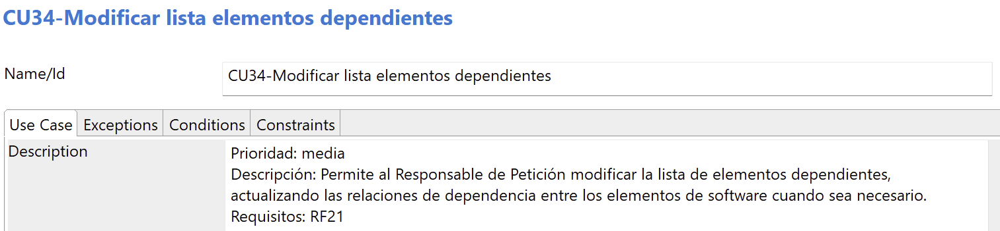 CU34-Modificar lista elementos dependientes
Name/Id
CU34-Modificar lista elementos dependientes
Use Case Exceptions Conditions Constraints
Description
Prioridad: media
Descripción: Permite al Responsable de Petición modificar la lista de elementos dependientes,
actualizando las relaciones de dependencia entre los elementos de software cuando sea necesario.
Requisitos: RF21